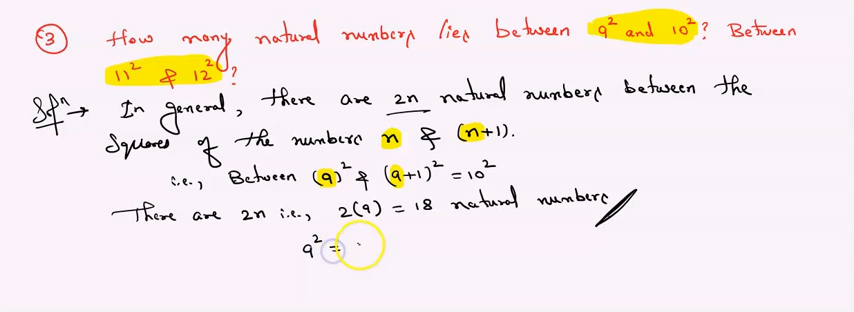 ③ How many natural numbers lies between 9² and 10²? Between
11² & 12²?
Solⁿ → In general, there are 2n natural numbers between the
Squares of the numbers n & (n+1).
i.e., Between (9)² & (9+1)² = 10²
There are 2n i.e., 2(9) = 18 natural numbers
9² =